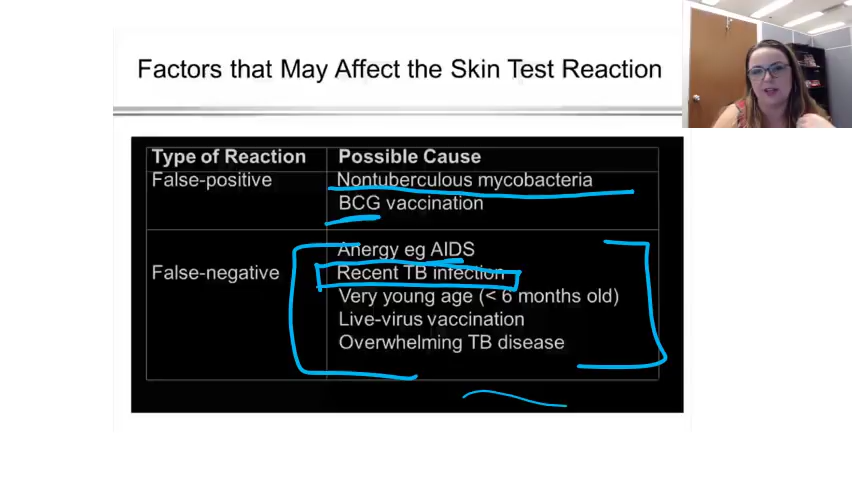 Factors that May Affect the Skin Test Reaction
Type of Reaction Possible Cause
False-positive Nontuberculous mycobacteria
BCG vaccination
Anergy eg AIDS
False-negative Recent TB infection
Very young age (< 6 months old)
Live-virus vaccination
Overwhelming TB disease